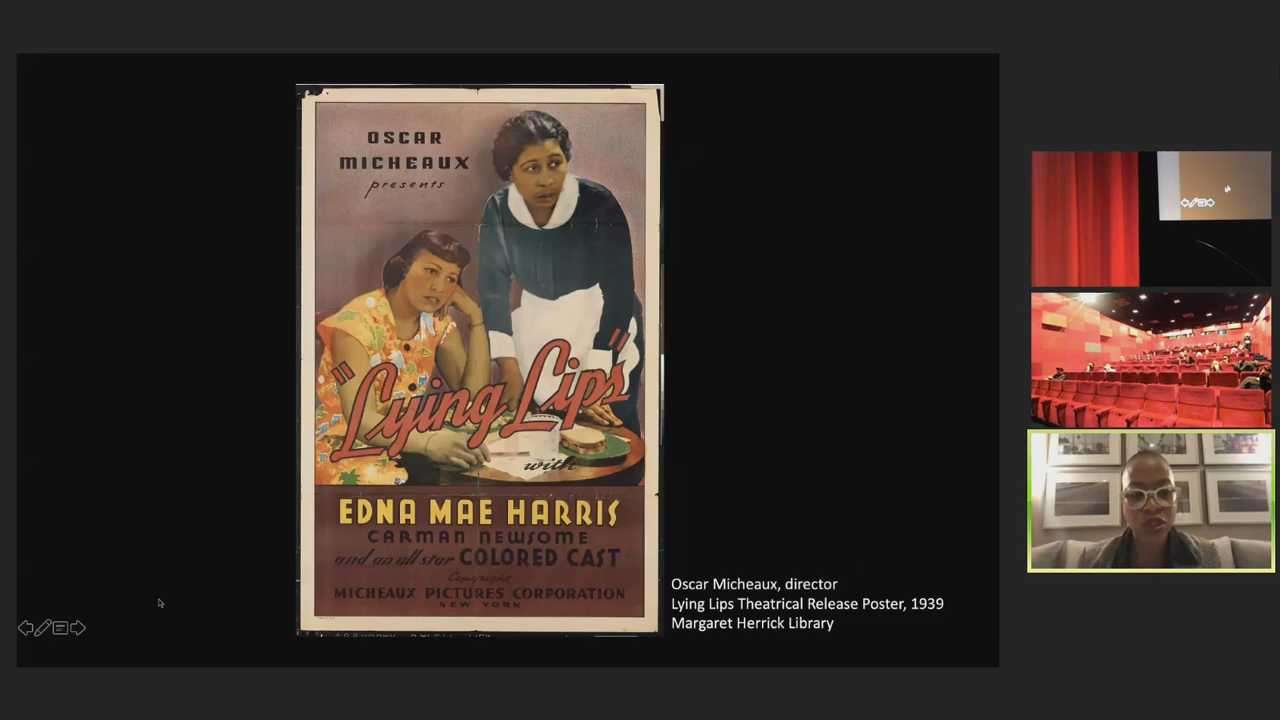 OSCAR
MICHEAUX
presents
"Lying Lips"
with
EDNA MAE HARRIS
CARMAN NEWSOME
and an all star COLORED CAST
Copyright
MICHEAUX PICTURES CORPORATION
NEW YORK
Oscar Micheaux, director
Lying Lips Theatrical Release Poster, 1939
Margaret Herrick Library